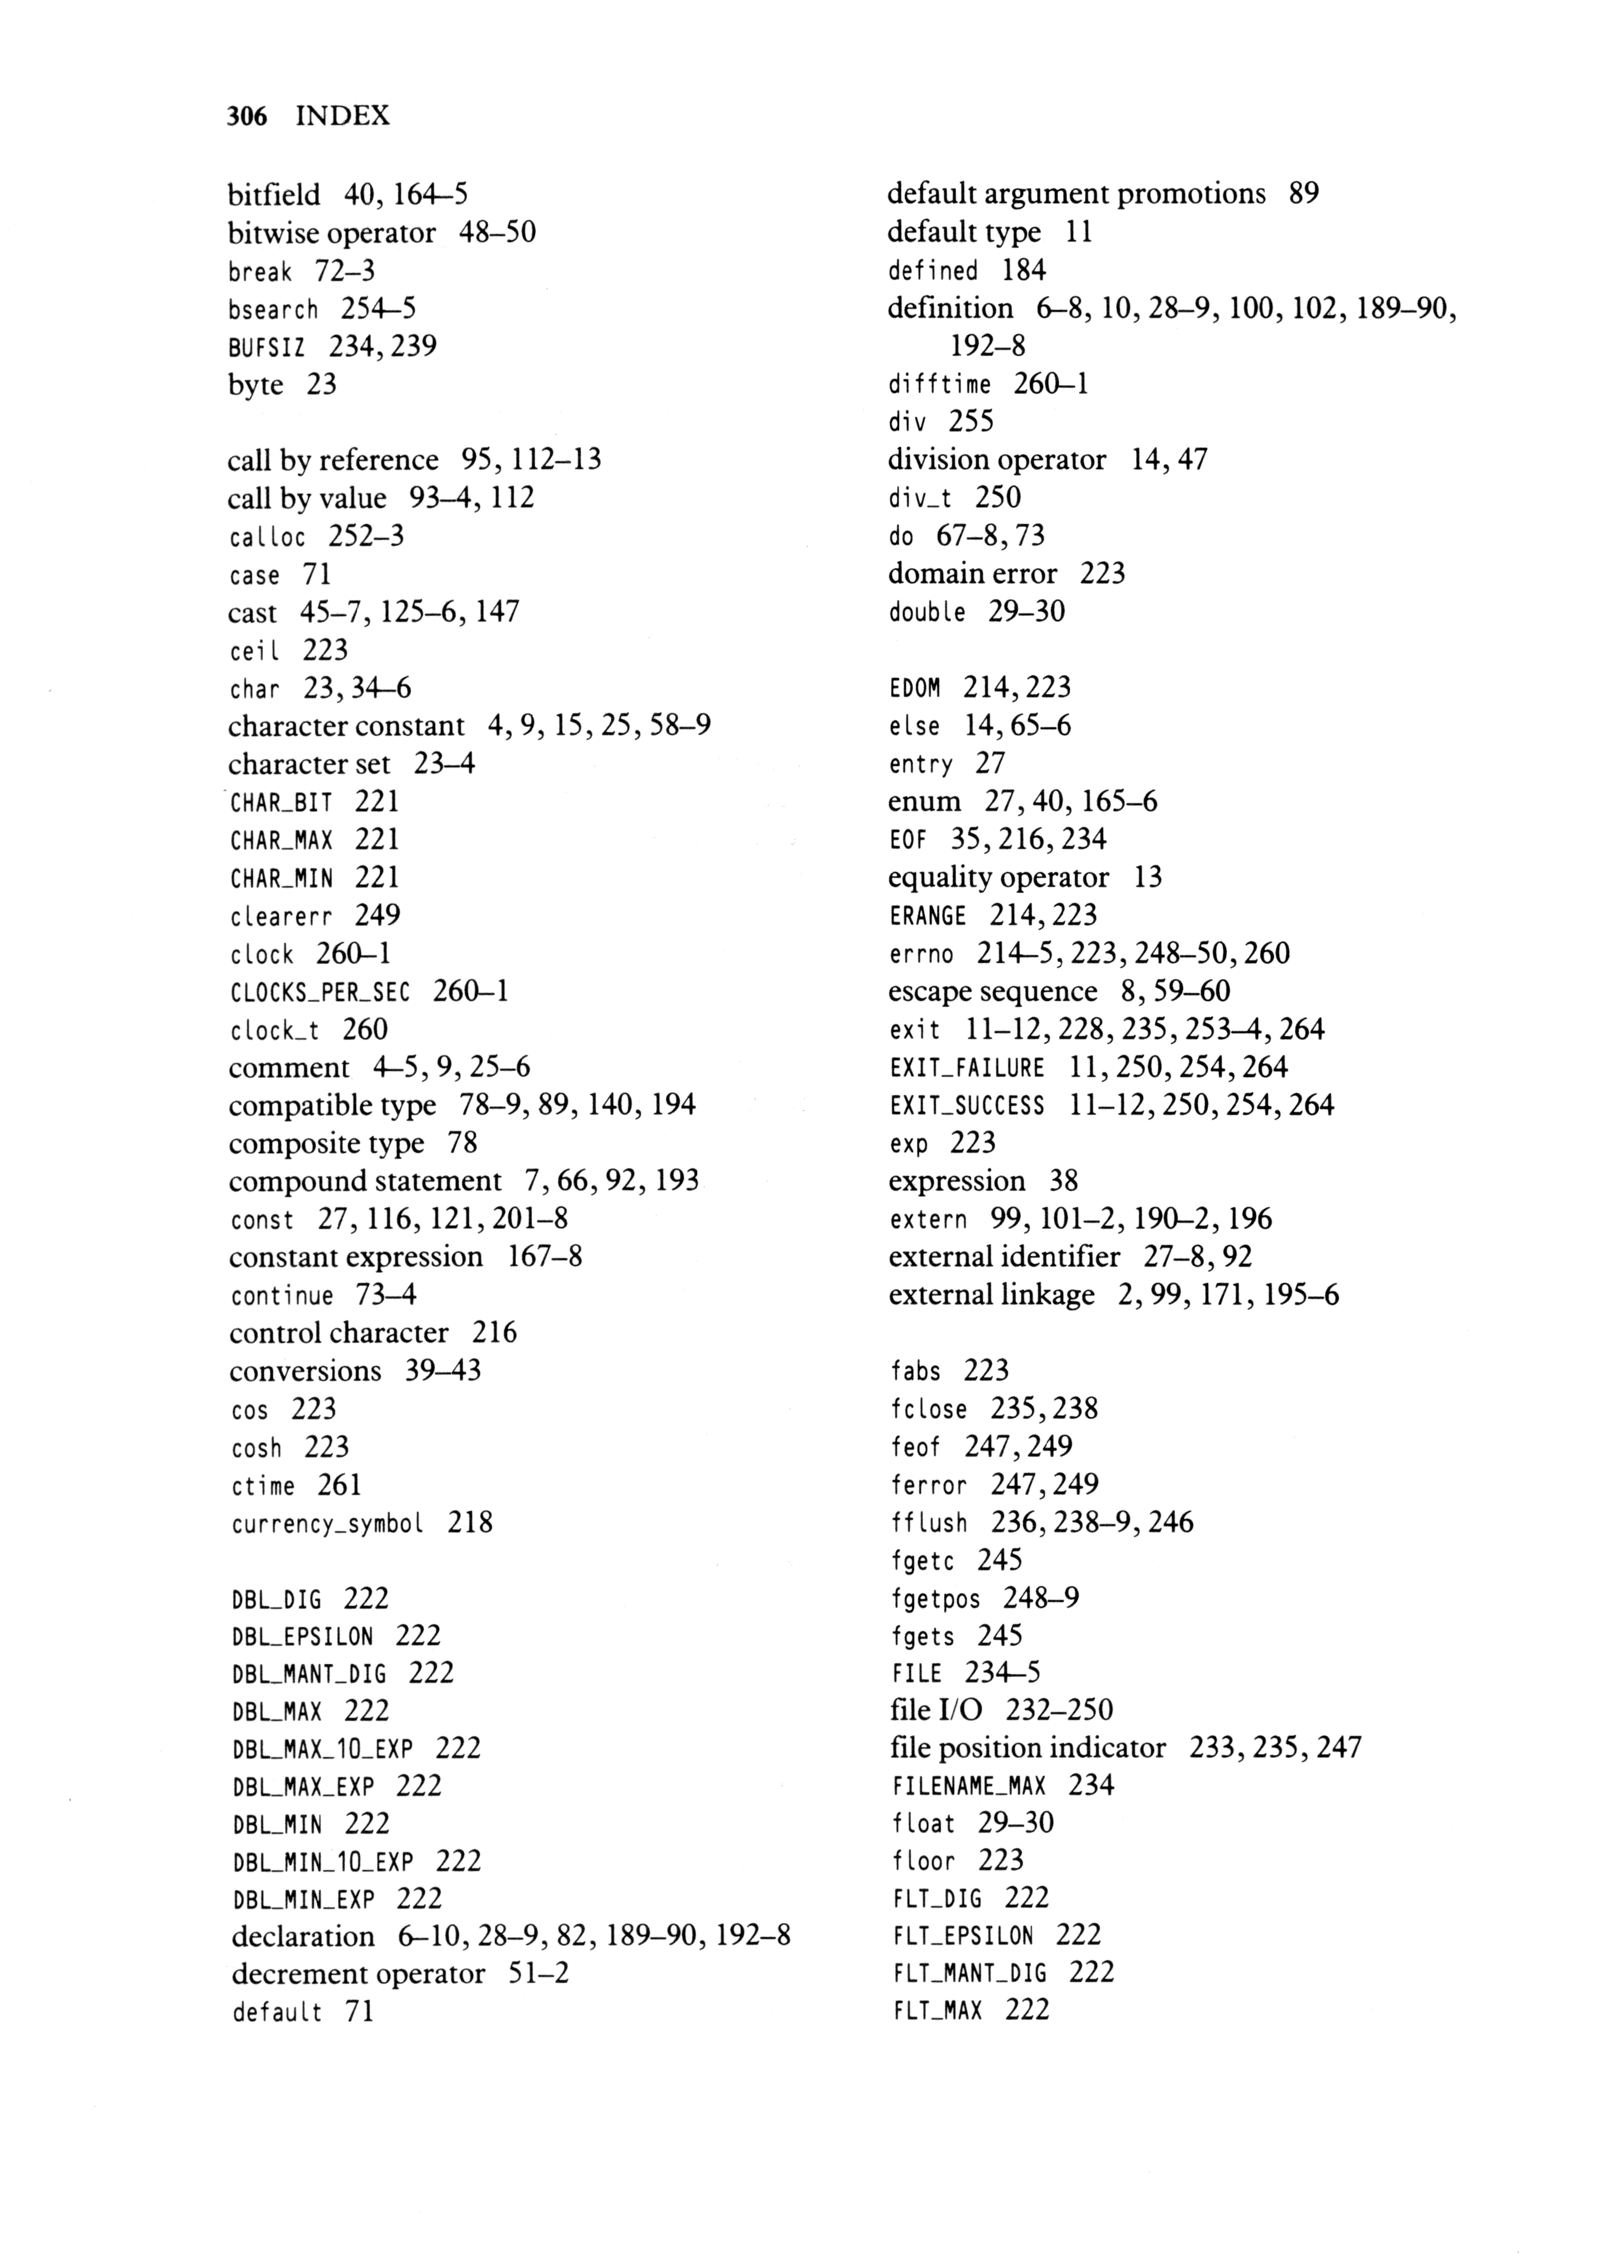 306 INDEX
bitfield 40, 164–5
bitwise operator 48–50
break 72–3
bsearch 254–5
BUFSIZ 234, 239
byte 23
call by reference 95, 112–13
call by value 93–4, 112
calloc 252–3
case 71
cast 45–7, 125–6, 147
ceil 223
char 23, 34–6
character constant 4, 9, 15, 25, 58–9
character set 23–4
CHAR_BIT 221
CHAR_MAX 221
CHAR_MIN 221
clearerr 249
clock 260–1
CLOCKS_PER_SEC 260–1
clock_t 260
comment 4–5, 9, 25–6
compatible type 78–9, 89, 140, 194
composite type 78
compound statement 7, 66, 92, 193
const 27, 116, 121, 201–8
constant expression 167–8
continue 73–4
control character 216
conversions 39–43
cos 223
cosh 223
ctime 261
currency_symbol 218
DBL_DIG 222
DBL_EPSILON 222
DBL_MANT_DIG 222
DBL_MAX 222
DBL_MAX_10_EXP 222
DBL_MAX_EXP 222
DBL_MIN 222
DBL_MIN_10_EXP 222
DBL_MIN_EXP 222
declaration 6–10, 28–9, 82, 189–90, 192–8
decrement operator 51–2
default 71
default argument promotions 89
default type 11
defined 184
definition 6–8, 10, 28–9, 100, 102, 189–90,
192–8
difftime 260–1
div 255
division operator 14, 47
div_t 250
do 67–8, 73
domain error 223
double 29–30
EDOM 214, 223
else 14, 65–6
entry 27
enum 27, 40, 165–6
EOF 35, 216, 234
equality operator 13
ERANGE 214, 223
errno 214–5, 223, 248–50, 260
escape sequence 8, 59–60
exit 11–12, 228, 235, 253–4, 264
EXIT_FAILURE 11, 250, 254, 264
EXIT_SUCCESS 11–12, 250, 254, 264
exp 223
expression 38
extern 99, 101–2, 190–2, 196
external identifier 27–8, 92
external linkage 2, 99, 171, 195–6
fabs 223
fclose 235, 238
feof 247, 249
ferror 247, 249
fflush 236, 238–9, 246
fgetc 245
fgetpos 248–9
fgets 245
FILE 234–5
file I/O 232–250
file position indicator 233, 235, 247
FILENAME_MAX 234
float 29–30
floor 223
FLT_DIG 222
FLT_EPSILON 222
FLT_MANT_DIG 222
FLT_MAX 222